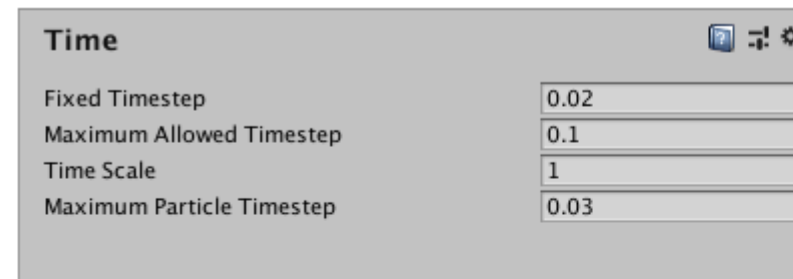 Time
Fixed Timestep 0.02
Maximum Allowed Timestep 0.1
Time Scale 1
Maximum Particle Timestep 0.03